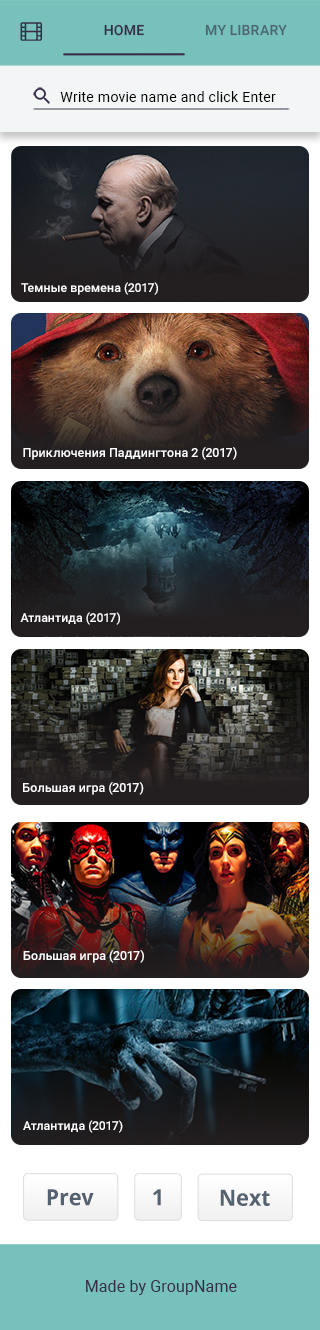 HOME
MY LIBRARY
Write movie name and click Enter
Темные времена (2017)
Приключения Паддингтона 2 (2017)
Атлантида (2017)
Большая игра (2017)
Большая игра (2017)
Атлантида (2017)
Prev
1
Next
Made by GroupName